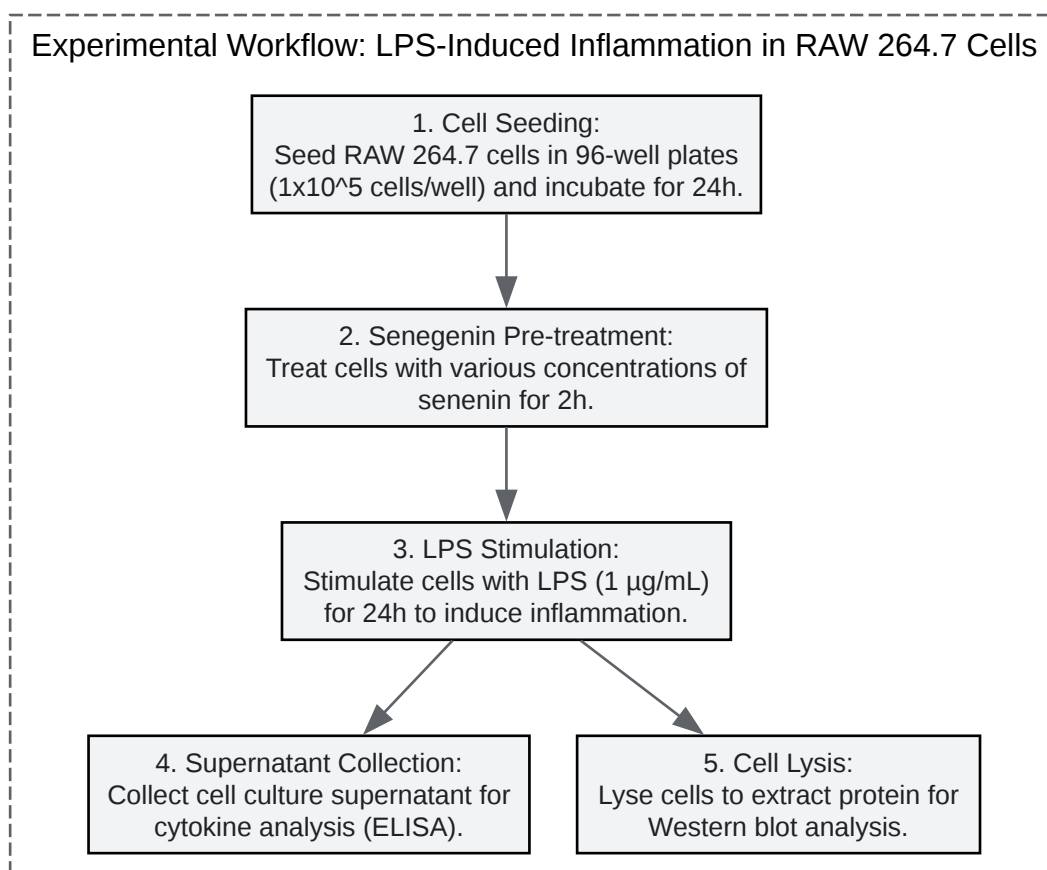 Experimental Workflow: LPS-Induced Inflammation in RAW 264.7 Cells
1. Cell Seeding:
Seed RAW 264.7 cells in 96-well plates
(1x10^5 cells/well) and incubate for 24h.
2. Senegenin Pre-treatment:
Treat cells with various concentrations of
senenin for 2h.
3. LPS Stimulation:
Stimulate cells with LPS (1 µg/mL)
for 24h to induce inflammation.
4. Supernatant Collection:
Collect cell culture supernatant for
cytokine analysis (ELISA).
5. Cell Lysis:
Lyse cells to extract protein for
Western blot analysis.